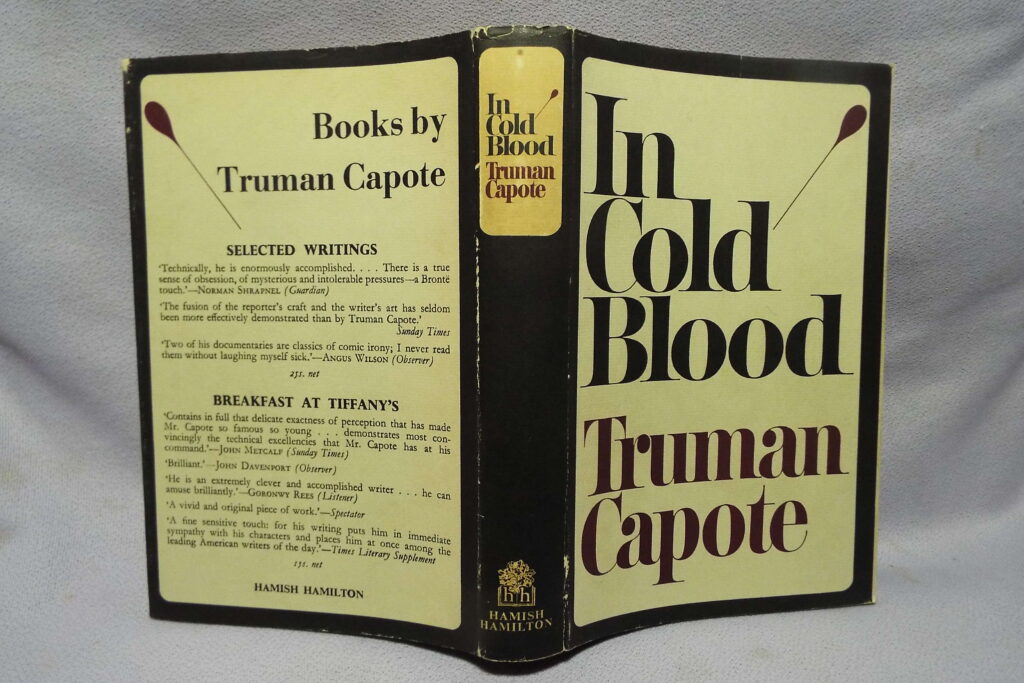 Books by
Truman Capote
SELECTED WRITINGS
'Technically, he is enormously accomplished. . . . There is a true
sense of obsession, of mysterious and intolerable pressures—a Brontë
touch.'—NORMAN SHRAPNEL (Guardian)
'The fusion of the reporter's craft and the writer's art has seldom
been more effectively demonstrated than by Truman Capote.'
Sunday Times
'Two of his documentaries are classics of comic irony; I never read
them without laughing myself sick.'—ANGUS WILSON (Observer)
25s. net
BREAKFAST AT TIFFANY'S
'Contains in full that delicate exactness of perception that has made
Mr. Capote so famous so young . . . demonstrates most con-
vincingly the technical excellencies that Mr. Capote has at his
command.'—JOHN METCALF (Sunday Times)
'Brilliant.'—JOHN DAVENPORT (Observer)
'He is an extremely clever and accomplished writer . . . he can
amuse brilliantly.'—GORONWY REES (Listener)
'A vivid and original piece of work.'—Spectator
'A fine sensitive touch: for his writing puts him in immediate
sympathy with his characters and places him at once among the
leading American writers of the day.'—Times Literary Supplement
15s. net
HAMISH HAMILTON
In
Cold
Blood
Truman
Capote
h h
HAMISH
HAMILTON
In
Cold
Blood
Truman
Capote